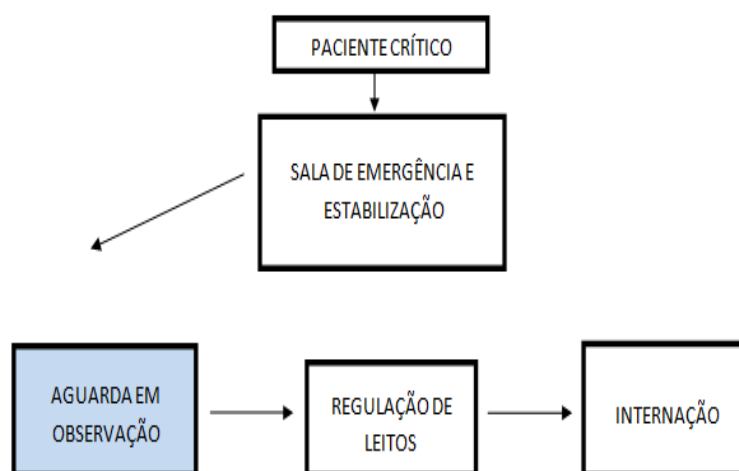 PACIENTE CRÍTICO
SALA DE EMERGÊNCIA E
ESTABILIZAÇÃO
AGUARDA EM
OBSERVAÇÃO
REGULAÇÃO DE
LEITOS
INTERNAÇÃO